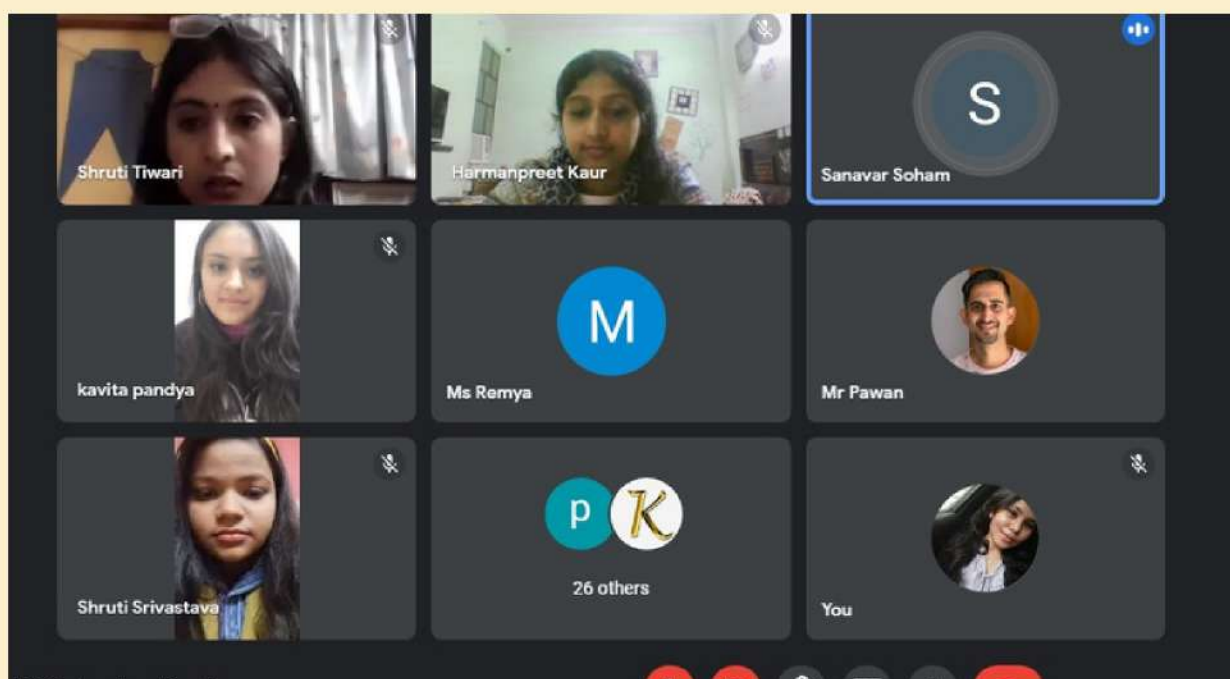 S
Shruti Tiwari
Harmanpreet Kaur
Sanavar Soham
M
kavita pandya
Ms Remya
Mr Pawan
p K
26 others
Shruti Srivastava
You